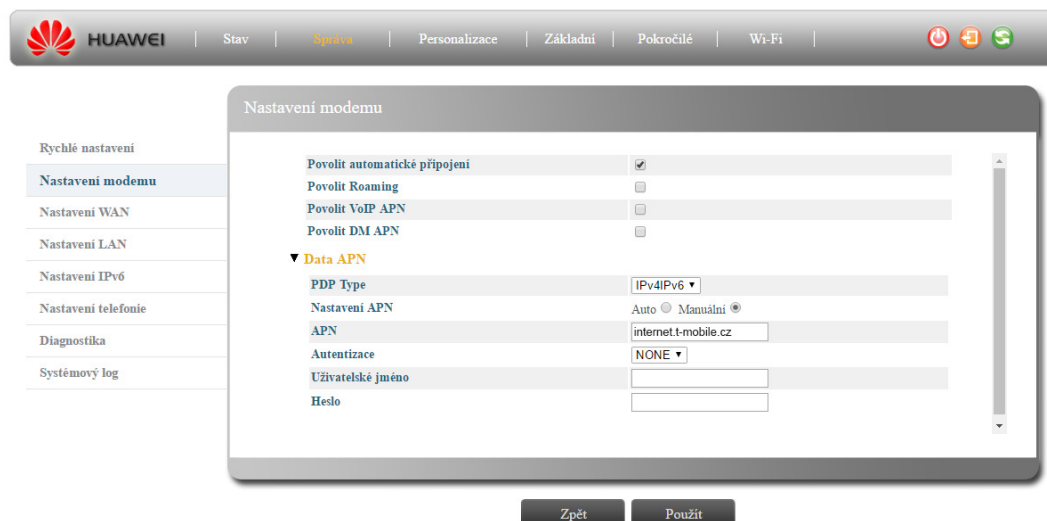 HUAWEI | Stav | Správa | Personalizace | Základní | Pokročilé | Wi-Fi |
Nastavení modemu
Rychlé nastavení
Nastavení modemu
Nastavení WAN
Nastavení LAN
Nastavení IPv6
Nastavení telefonie
Diagnostika
Systémový log
Povolit automatické připojení
Povolit Roaming
Povolit VoIP APN
Povolit DM APN
Data APN
PDP Type IPv4IPv6
Nastavení APN Auto Manuální
APN internet.t-mobile.cz
Autentizace NONE
Uživatelské jméno
Heslo
Zpět Použít